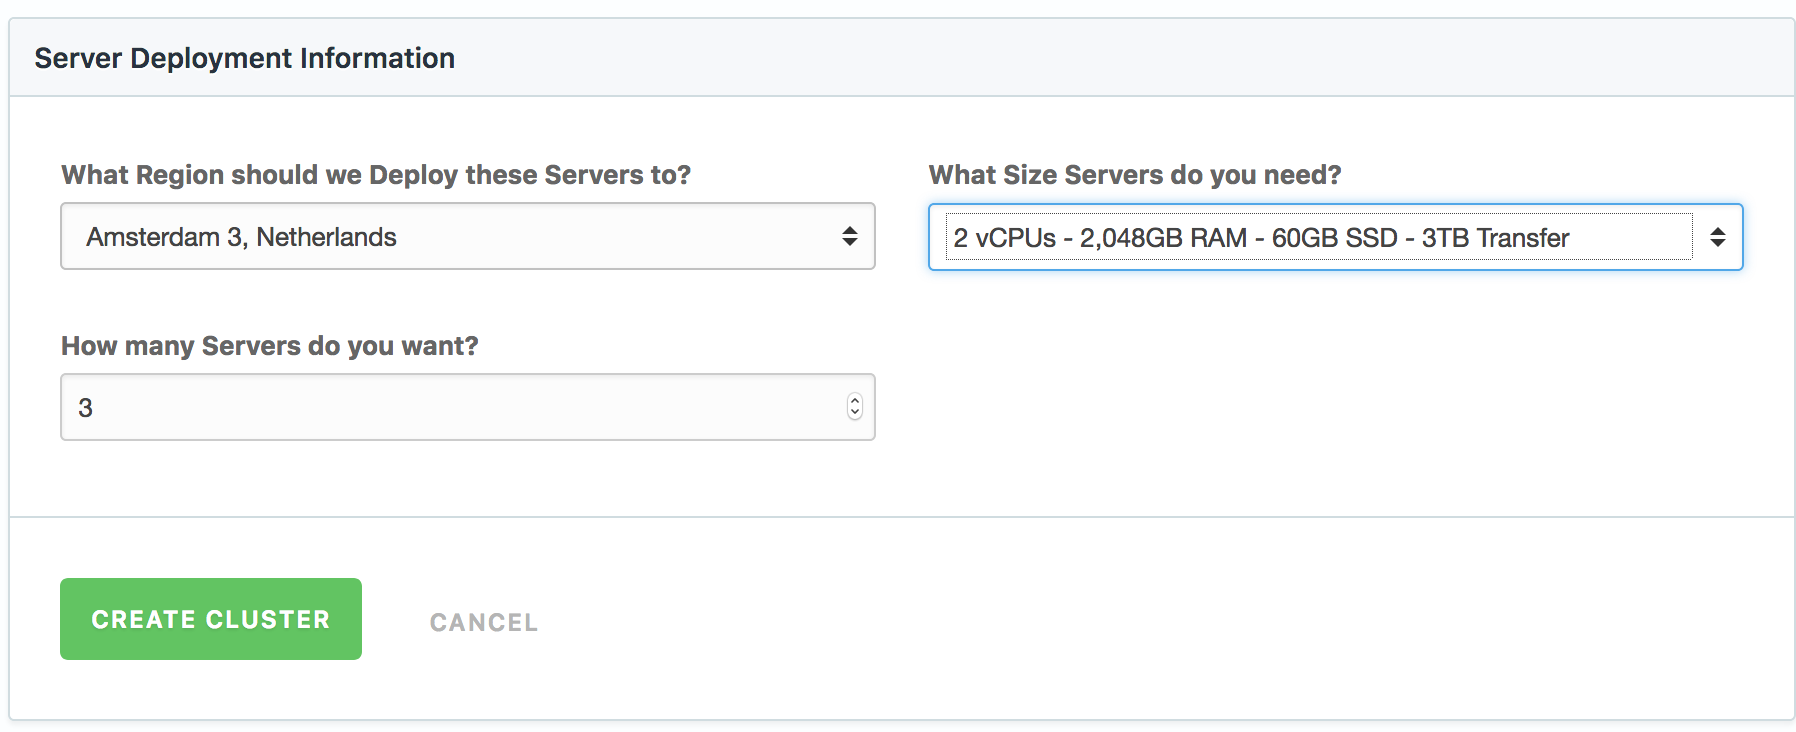 Server Deployment Information
What Region should we Deploy these Servers to?
Amsterdam 3, Netherlands
What Size Servers do you need?
2 vCPUs - 2,048GB RAM - 60GB SSD - 3TB Transfer
How many Servers do you want?
3
CREATE CLUSTER
CANCEL